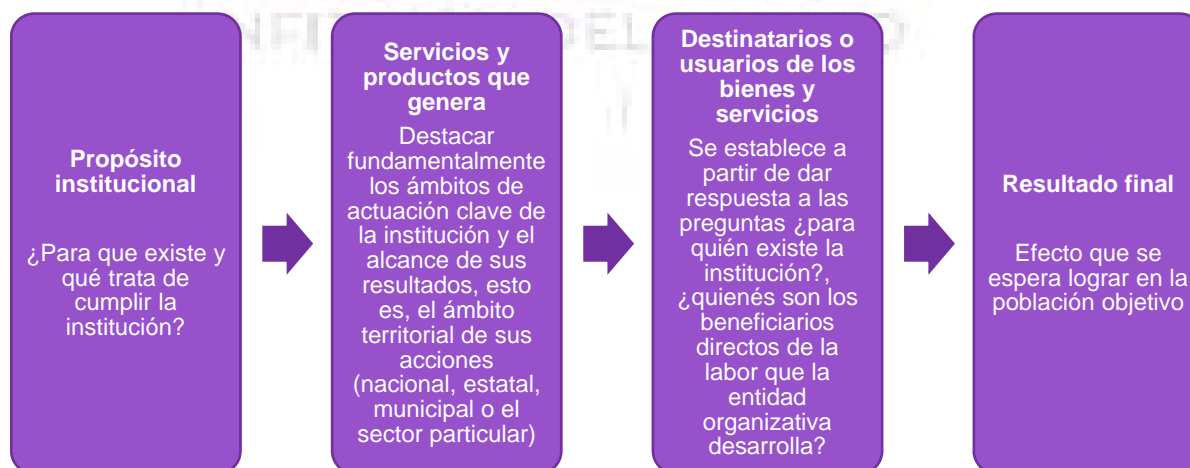 Propósito
institucional
¿Para que existe y
qué trata de
cumplir la
institución?
Servicios y
productos que
genera
Destacar
fundamentalmente
los ámbitos de
actuación clave de
la institución y el
alcance de sus
resultados, esto
es, el ámbito
territorial de sus
acciones
(nacional, estatal,
municipal o el
sector particular)
Destinatarios o
usuarios de los
bienes y
servicios
Se establece a
partir de dar
respuesta a las
preguntas ¿para
quién existe la
institución?,
¿quienés son los
beneficiarios
directos de la
labor que la
entidad
organizativa
desarrolla?
Resultado final
Efecto que se
espera lograr en la
población objetivo